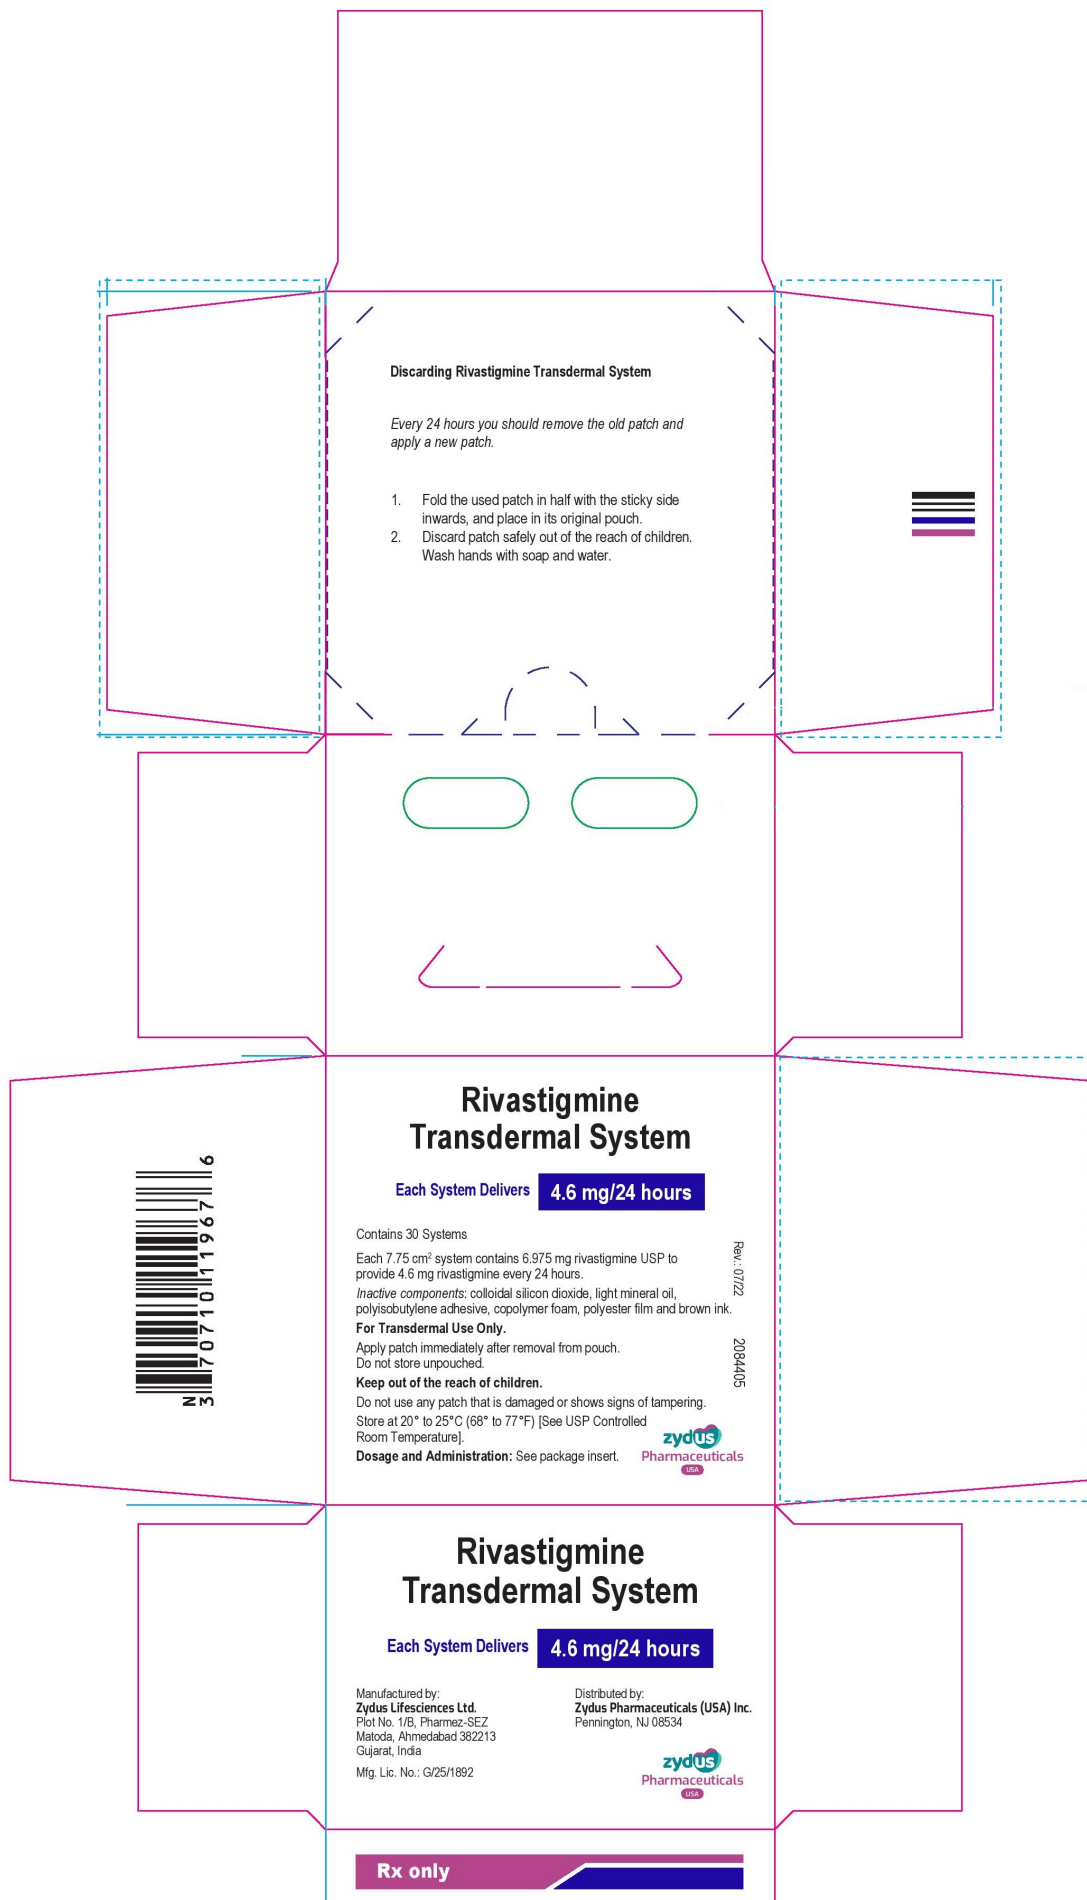 Discarding Rivastigmine Transdermal System
Every 24 hours you should remove the old patch and
apply a new patch.
1. Fold the used patch in half with the sticky side
inwards, and place in its original pouch.
2. Discard patch safely out of the reach of children.
Wash hands with soap and water.
Rivastigmine
Transdermal System
Each System Delivers 4.6 mg/24 hours
Contains 30 Systems
Each 7.75 cm² system contains 6.975 mg rivastigmine USP to
provide 4.6 mg rivastigmine every 24 hours.
Inactive components: colloidal silicon dioxide, light mineral oil,
polyisobutylene adhesive, copolymer foam, polyester film and brown ink.
For Transdermal Use Only.
Apply patch immediately after removal from pouch.
Do not store unpouched.
Keep out of the reach of children.
Do not use any patch that is damaged or shows signs of tampering.
Store at 20° to 25°C (68° to 77°F) [See USP Controlled
Room Temperature].
Dosage and Administration: See package insert.
Rev.: 07/22
2084405
zydus
Pharmaceuticals
USA
N
3 70710 11967 6
Rivastigmine
Transdermal System
Each System Delivers 4.6 mg/24 hours
Manufactured by:
Zydus Lifesciences Ltd.
Plot No. 1/B, Pharmez-SEZ
Matoda, Ahmedabad 382213
Gujarat, India
Mfg. Lic. No.: G/25/1892
Distributed by:
Zydus Pharmaceuticals (USA) Inc.
Pennington, NJ 08534
zydus
Pharmaceuticals
USA
Rx only